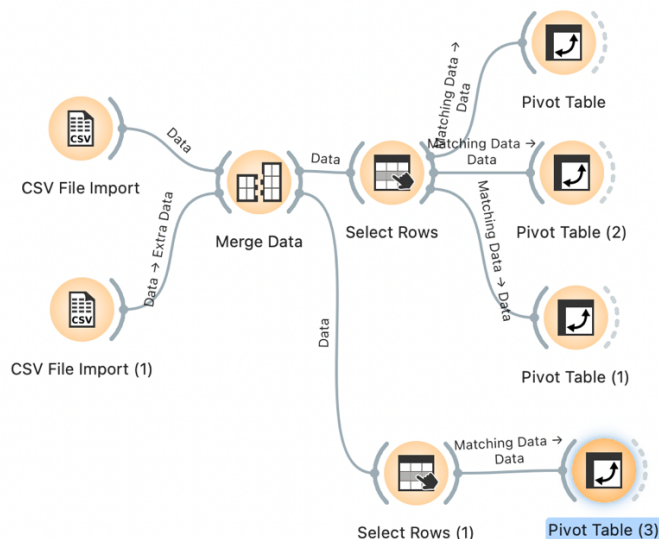 Matching Data →
Data
Pivot Table
CSV
Data
CSV File Import
Matching Data →
Data
Data
Merge Data
Select Rows
Pivot Table (2)
Data → Extra Data
Matching Data → Data
CSV
CSV File Import (1)
Pivot Table (1)
Data
Matching Data →
Data
Select Rows (1)
Pivot Table (3)